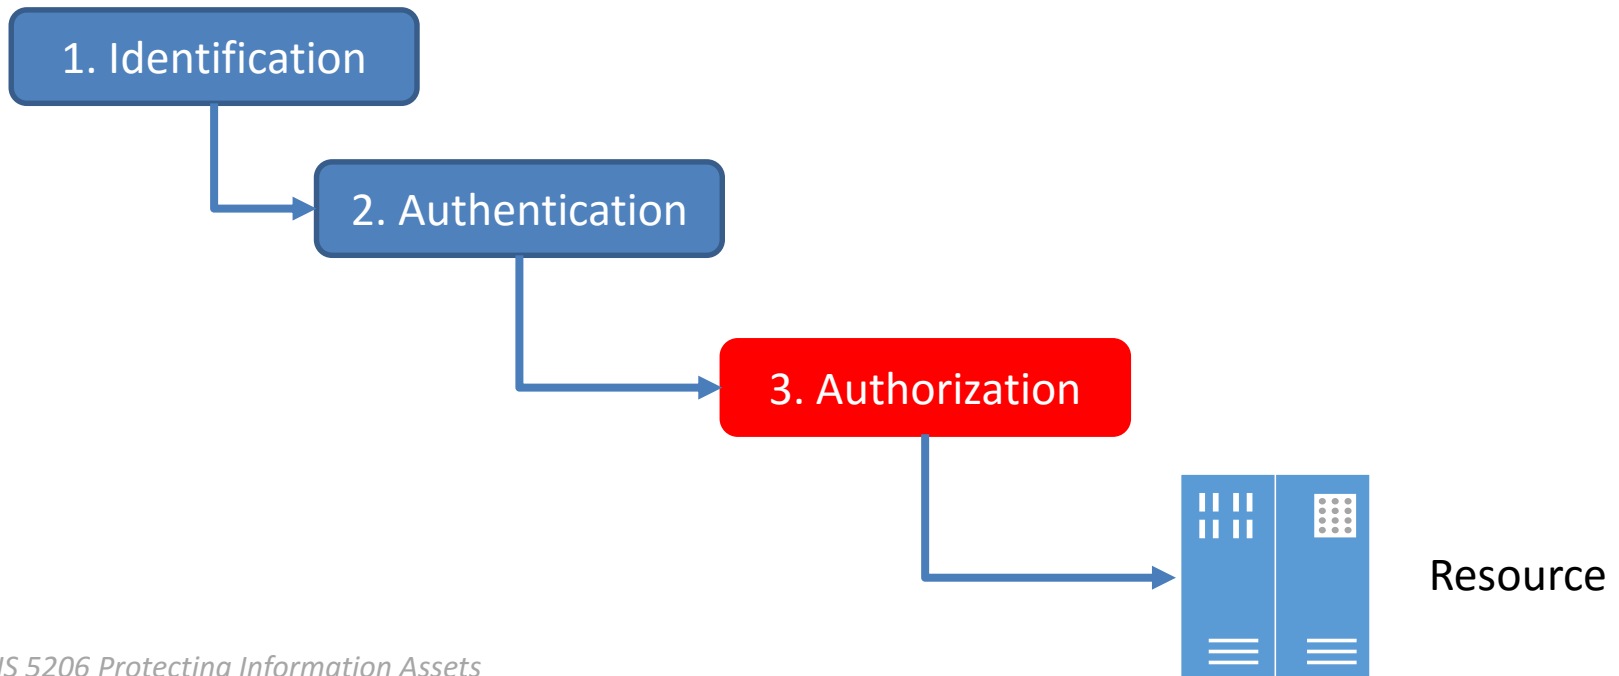 1. Identification
2. Authentication
3. Authorization
Resource
5206 Protecting Information Assets